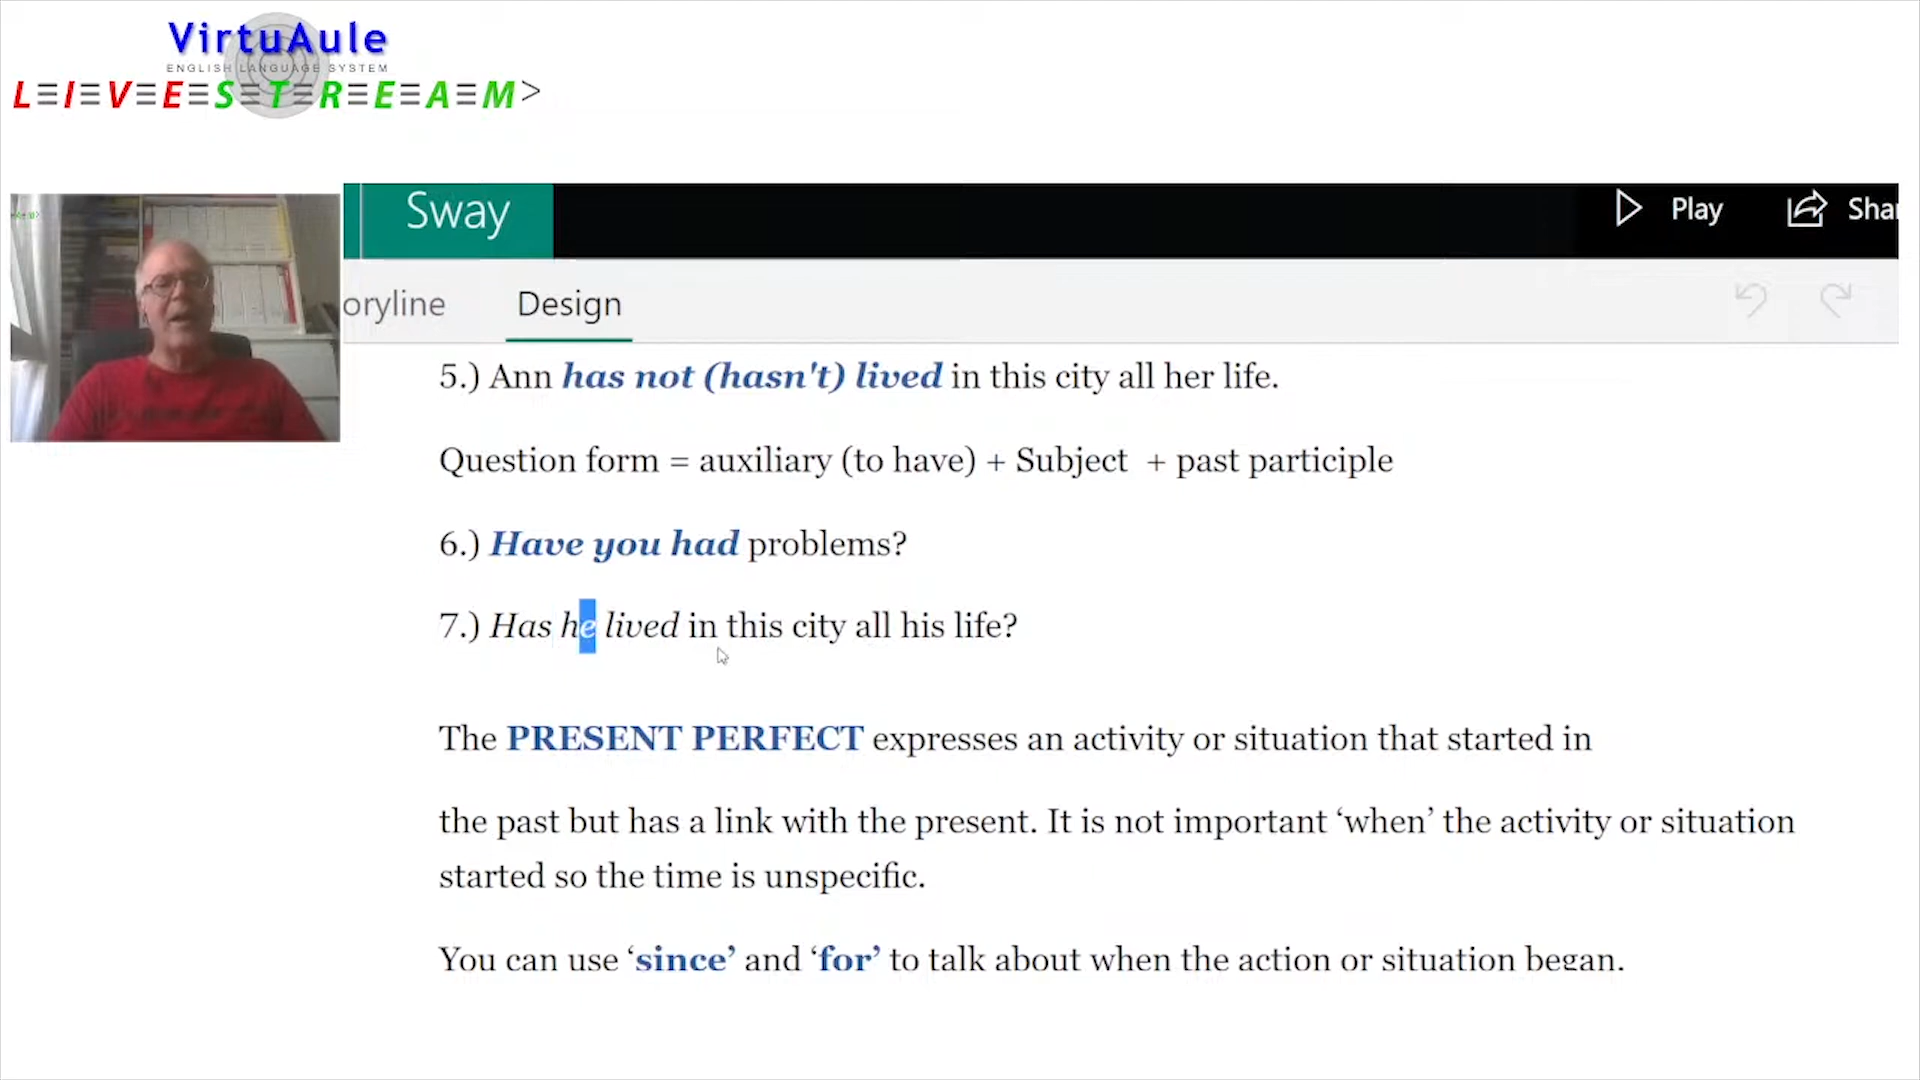 VirtuAule
ENGLISH LANGUAGE SYSTEM
L≡I≡V≡E≡S≡T≡R≡E≡A≡M>
Sway
Play
Shar
oryline
Design
5.) Ann has not (hasn't) lived in this city all her life.
Question form = auxiliary (to have) + Subject + past participle
6.) Have you had problems?
7.) Has he lived in this city all his life?
The PRESENT PERFECT expresses an activity or situation that started in
the past but has a link with the present. It is not important ‘when’ the activity or situation
started so the time is unspecific.
You can use ‘since’ and ‘for’ to talk about when the action or situation began.